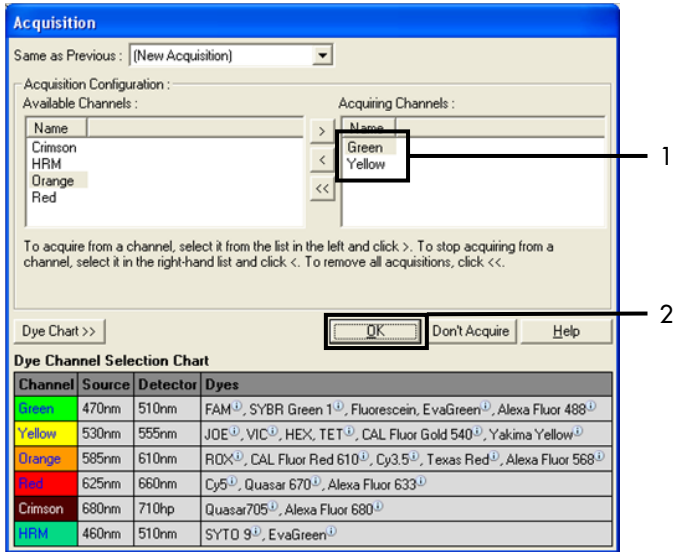 Acquisition
Same as Previous : (New Acquisition)
Acquisition Configuration :
Available Channels :
Name
Crimson
HRM
Orange
Red
>
<
<<
Acquiring Channels :
Name
Green
Yellow
1
To acquire from a channel, select it from the list in the left and click >. To stop acquiring from a
channel, select it in the right-hand list and click <. To remove all acquisitions, click <<.
2
Dye Chart >> OK Don't Acquire Help
Dye Channel Selection Chart
Channel Source Detector Dyes
Green 470nm 510nm FAM ⓘ, SYBR Green 1 ⓘ, Fluorescein, EvaGreen ⓘ, Alexa Fluor 488 ⓘ
Yellow 530nm 555nm JOE ⓘ, VIC ⓘ, HEX, TET ⓘ, CAL Fluor Gold 540 ⓘ, Yakima Yellow ⓘ
Orange 585nm 610nm ROX ⓘ, CAL Fluor Red 610 ⓘ, Cy3.5 ⓘ, Texas Red ⓘ, Alexa Fluor 568 ⓘ
Red 625nm 660nm Cy5 ⓘ, Quasar 670 ⓘ, Alexa Fluor 633 ⓘ
Crimson 680nm 710hp Quasar705 ⓘ, Alexa Fluor 680 ⓘ
HRM 460nm 510nm SYTO 9 ⓘ, EvaGreen ⓘ